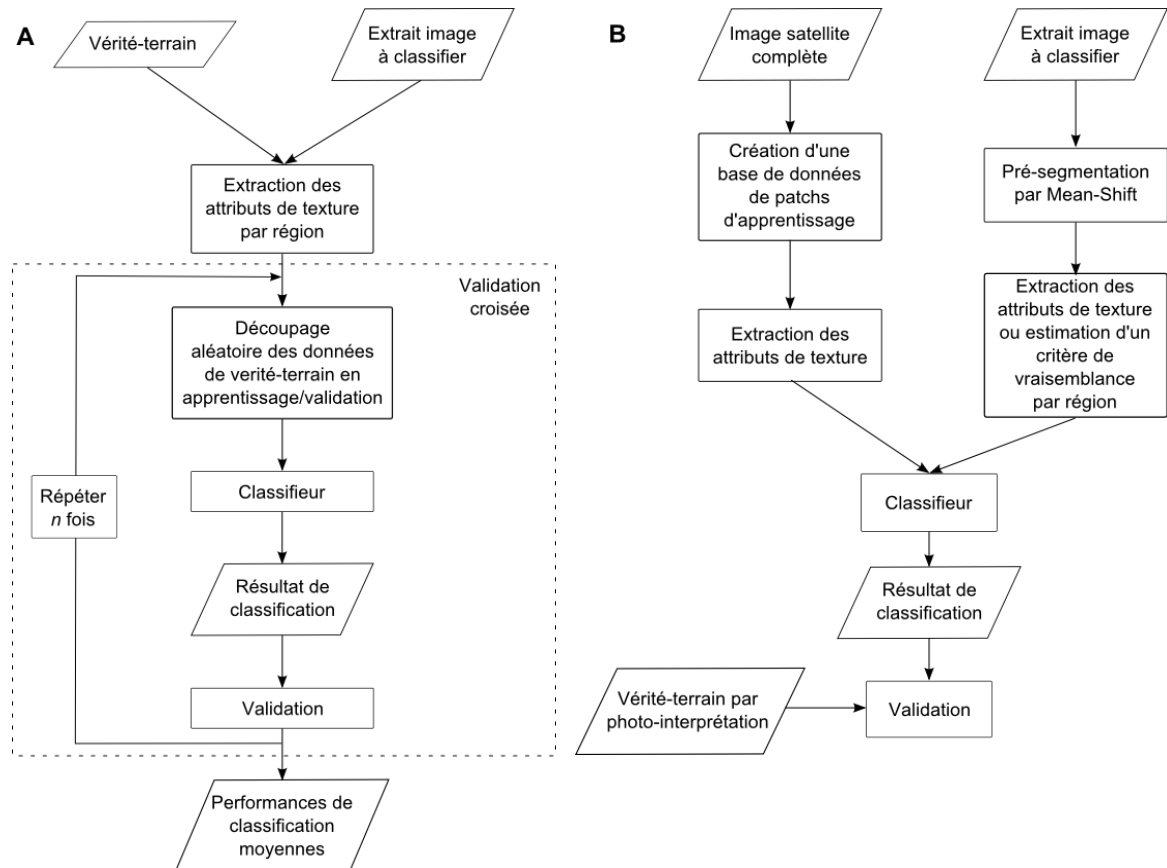 A
Vérité-terrain
Extrait image
à classifier
Extraction des
attributs de texture
par région
Validation
croisée
Découpage
aléatoire des données
de verité-terrain en
apprentissage/validation
Répéter
n fois
Classifieur
Résultat de
classification
Validation
Performances de
classification
moyennes
B
Image satellite
complète
Extrait image
à classifier
Création d'une
base de données
de patchs
d'apprentissage
Pré-segmentation
par Mean-Shift
Extraction des
attributs de texture
Extraction des
attributs de texture
ou estimation d'un
critère de
vraisemblance
par région
Classifieur
Résultat de
classification
Vérité-terrain par
photo-interprétation
Validation